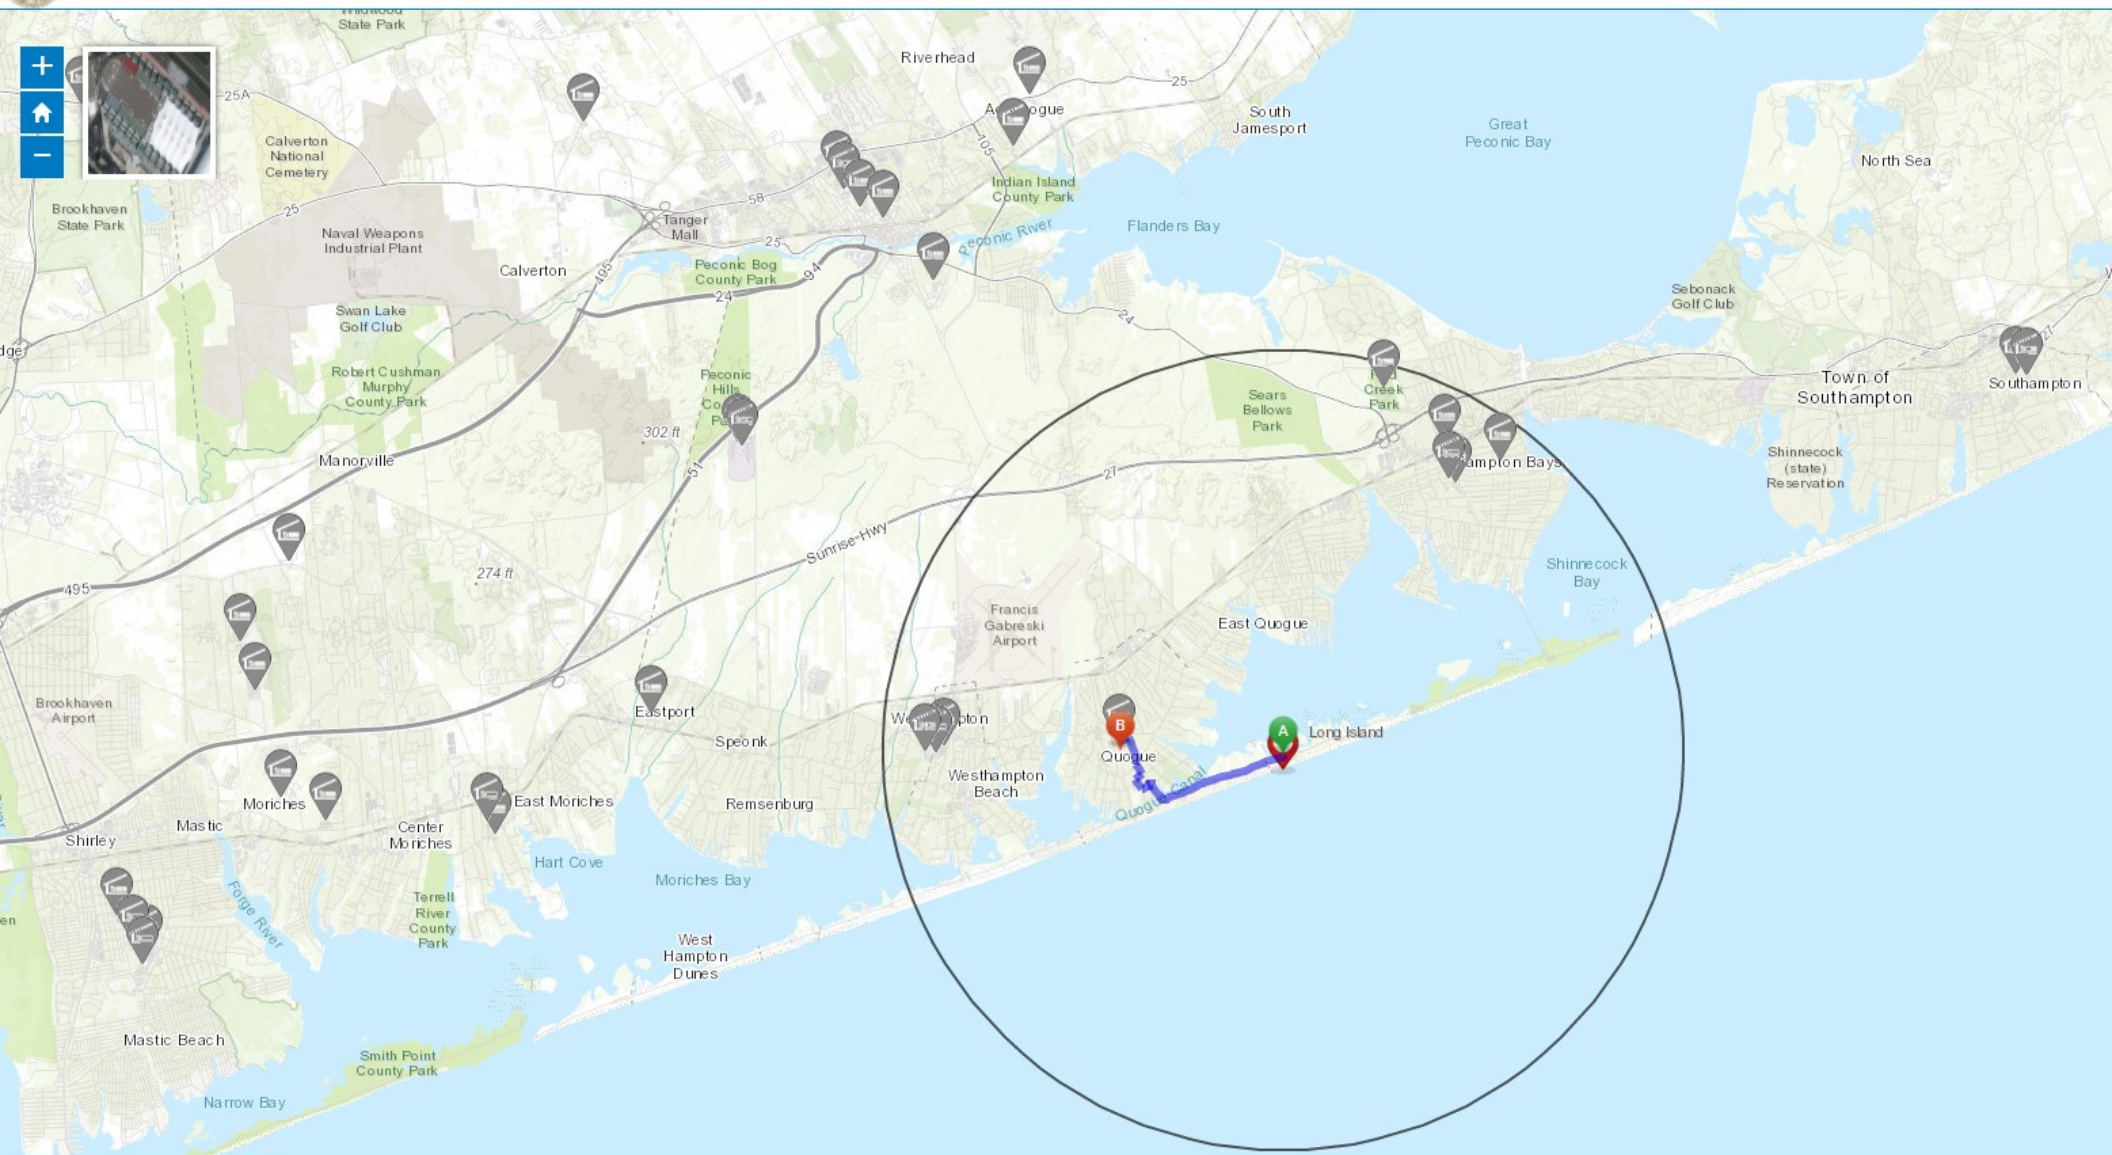 State Park
Riverhead
25
25A
South
Jamesport
Great
Peconic Bay
Calverton
National
Cemetery
105
North Sea
Indian Island
County Park
58
Brookhaven
State Park
25
Tanger
Mall
Naval Weapons
Industrial Plant
25
Peconic River
Flanders Bay
Calverton
495
Peconic Bog
County Park
94
24
Sebonack
Golf Club
Swan Lake
Golf Club
24
27
Robert Cushman
Murphy
County Park
Peconic
Hills
Creek
Park
Sears
Bellows
Park
Town of
Southampton
Southampton
302 ft
Manorville
51
27
Shinnecock
(state)
Reservation
Sunrise-Hwy
274 ft
495
Shinnecock
Bay
Francis
Gabreski
Airport
East Quogue
Brookhaven
Airport
Eastport
Speonk
B
A
Long Island
Quogue
Westhampton
Beach
Quogue Canal
Moriches
East Moriches
Remsenburg
Mastic
Center
Moriches
Shirley
Hart Cove
Moriches Bay
Forge River
Terrell
River
County
Park
West
Hampton
Dunes
Mastic Beach
Smith Point
County Park
Narrow Bay